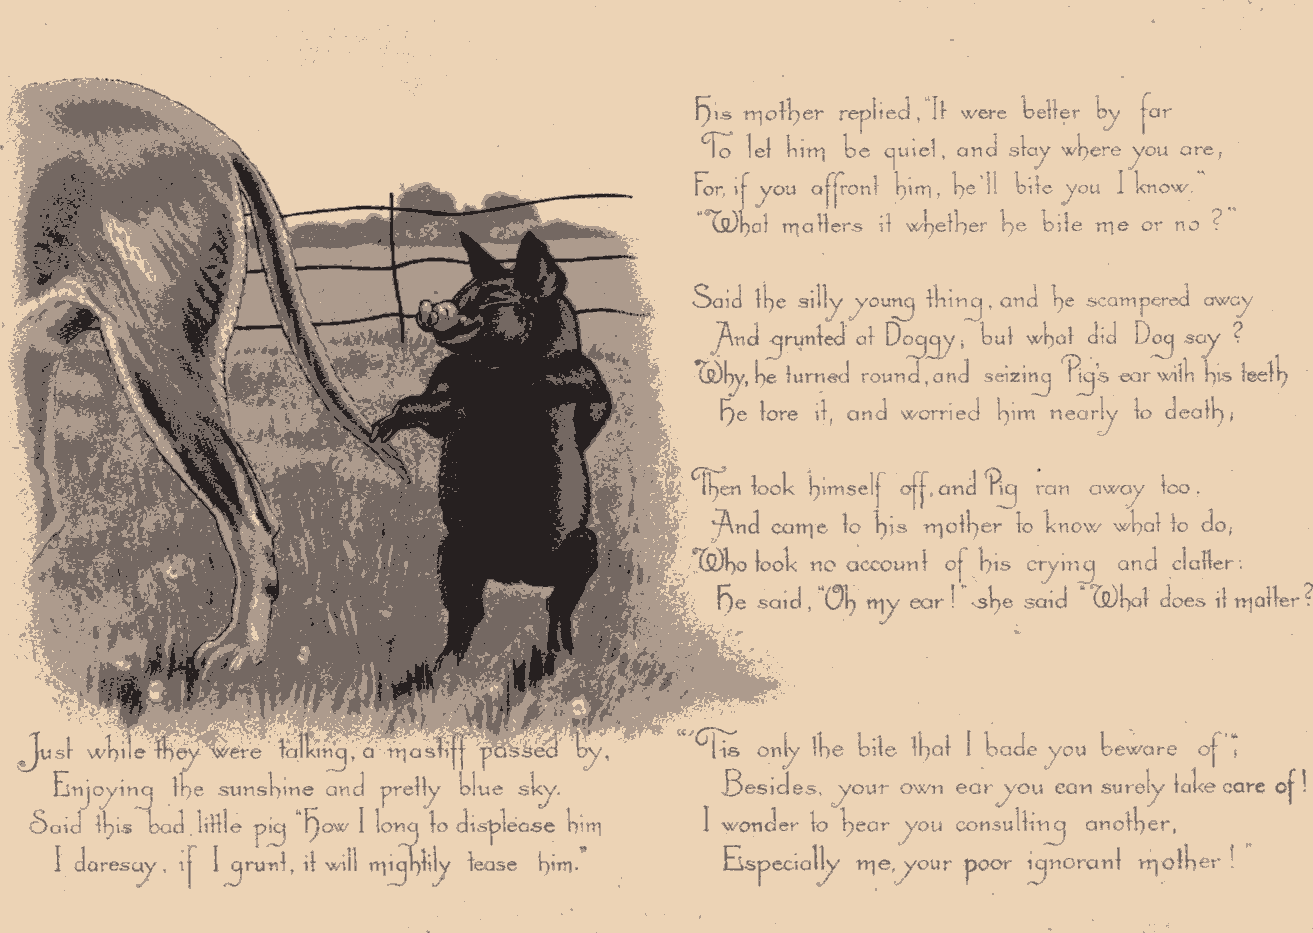 Just while they were talking, a mastiff passed by,
Enjoying the sunshine and pretty blue sky.
Said this bad little pig "How I long to displease him
I daresay, if I grunt, it will mightily tease him."
His mother replied, "It were better by far
To let him be quiet, and stay where you are,
For, if you affront him, he'll bite you I know."
"What matters it whether he bite me or no?"
Said the silly young thing, and he scampered away
And grunted at Doggy; but what did Dog say?
Why, he turned round, and seizing Pig's ear with his teeth
He tore it, and worried him nearly to death;
Then took himself off, and Pig ran away too.
And came to his mother to know what to do;
Who took no account of his crying and clatter:
He said, "Oh my ear!" she said "What does it matter?
"'Tis only the bite that I bade you beware of";
Besides, your own ear you can surely take care of!
I wonder to hear you consulting another,
Especially me, your poor ignorant mother!"